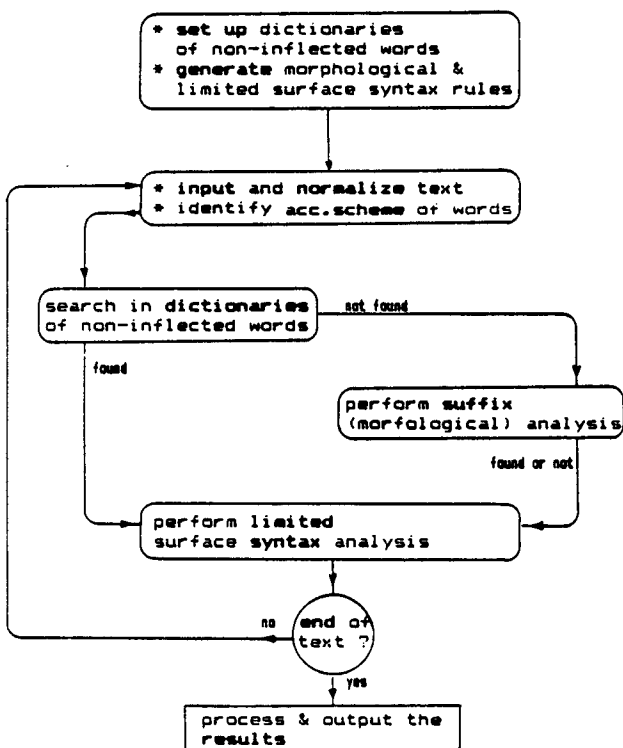 * set up dictionaries
of non-inflected words
* generate morphological &
limited surface syntax rules
* input and normalize text
* identify acc.scheme of words
search in dictionaries
of non-inflected words
not found
found
perform suffix
(morfological) analysis
found or not
perform limited
surface syntax analysis
no
end of
text ?
yes
process & output the
results